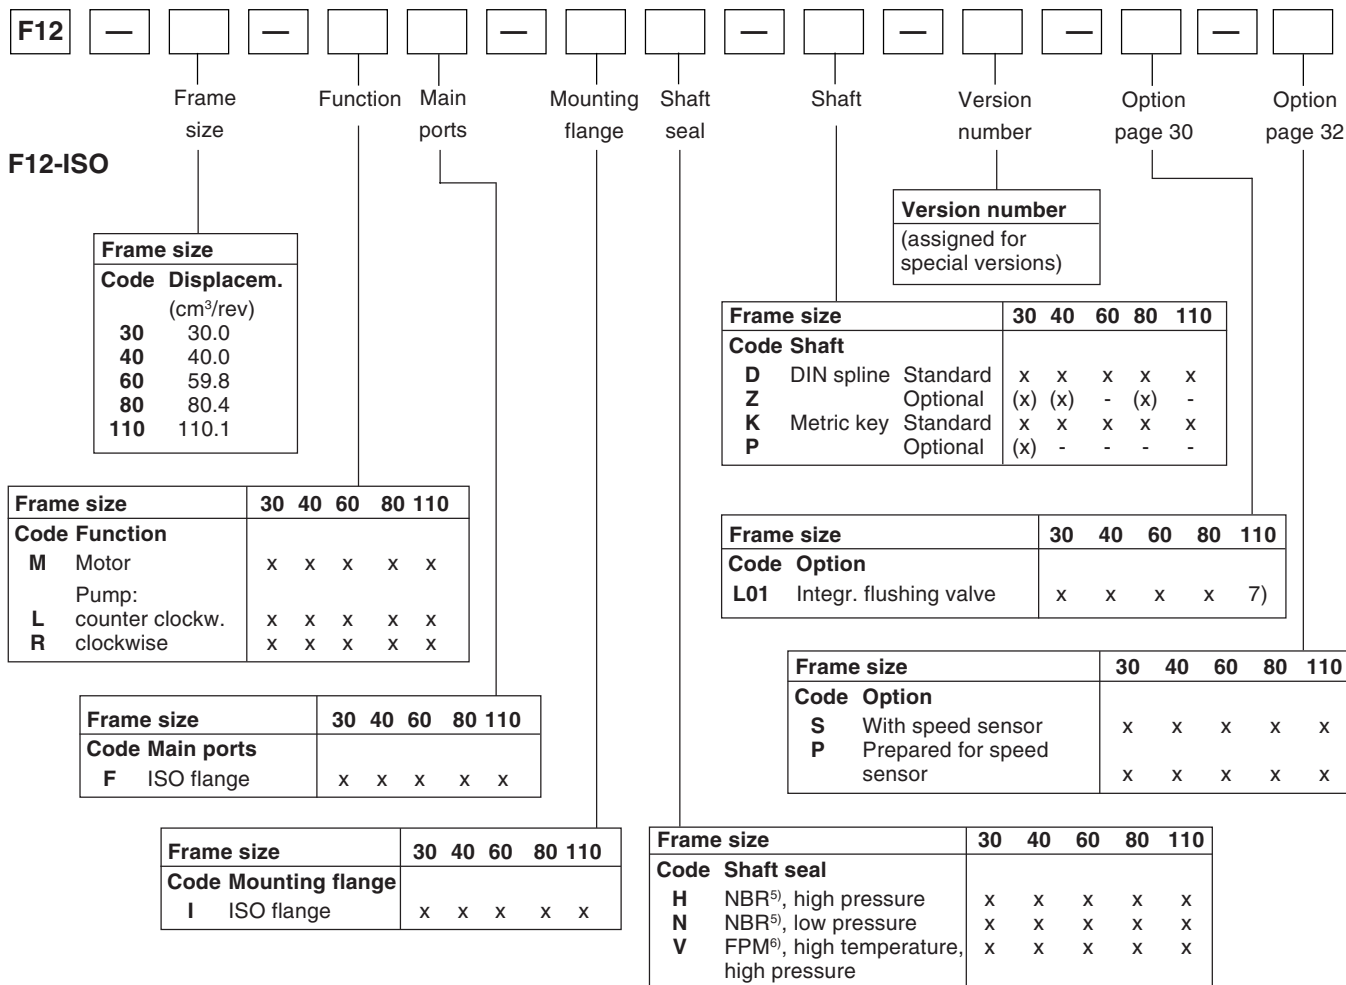 F12 — — — — — — —
Frame size
Function
Main ports
Mounting flange
Shaft seal
Shaft
Version number
Option page 30
Option page 32
F12-ISO
Version number
(assigned for
special versions)
Frame size
Code Displacem.
(cm³/rev)
30 30.0
40 40.0
60 59.8
80 80.4
110 110.1
Frame size 30 40 60 80 110
Code Shaft
D DIN spline Standard x x x x x
Z Optional (x) (x) - (x) -
K Metric key Standard x x x x x
P Optional (x) - - - -
Frame size 30 40 60 80 110
Code Function
M Motor x x x x x
Pump:
L counter clockw. x x x x x
R clockwise x x x x x
Frame size 30 40 60 80 110
Code Option
L01 Integr. flushing valve x x x x 7)
Frame size 30 40 60 80 110
Code Option
S With speed sensor x x x x x
P Prepared for speed
sensor x x x x x
Frame size 30 40 60 80 110
Code Main ports
F ISO flange x x x x x
Frame size 30 40 60 80 110
Code Mounting flange
I ISO flange x x x x x
Frame size 30 40 60 80 110
Code Shaft seal
H NBR⁵⁾, high pressure x x x x x
N NBR⁵⁾, low pressure x x x x x
V FPM⁶⁾, high temperature, x x x x x
high pressure